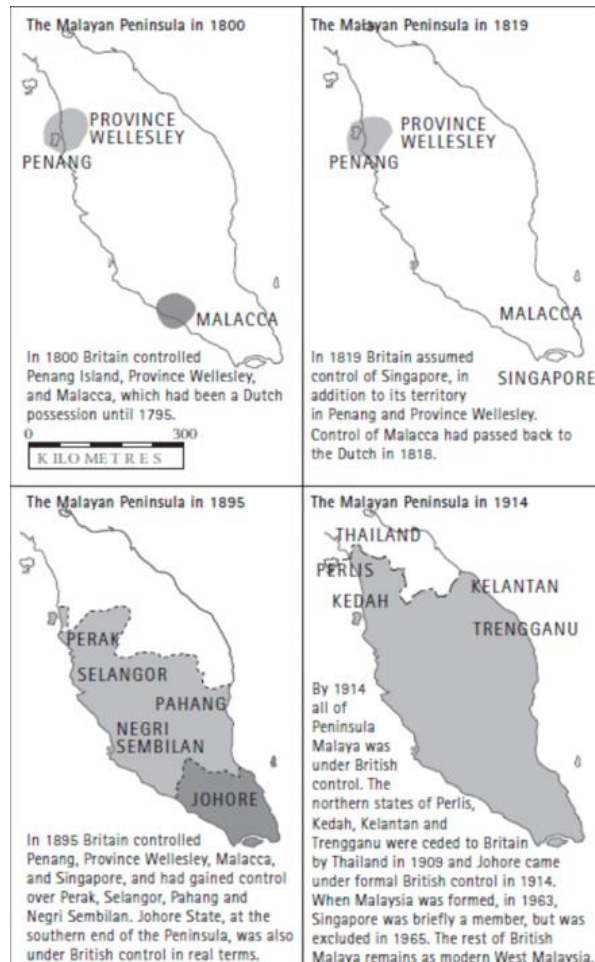 The Malayan Peninsula in 1800
PROVINCE
WELLESLEY
PENANG
MALACCA
In 1800 Britain controlled
Penang Island, Province Wellesley,
and Malacca, which had been a Dutch
possession until 1795.
0 300
KILOMETRES
The Malayan Peninsula in 1819
PROVINCE
WELLESLEY
PENANG
MALACCA
In 1819 Britain assumed
control of Singapore, in
SINGAPORE
addition to its territory
in Penang and Province Wellesley.
Control of Malacca had passed back to
the Dutch in 1818.
The Malayan Peninsula in 1895
PERAK
SELANGOR
PAHANG
NEGRI
SEMBILAN
JOHORE
In 1895 Britain controlled
Penang, Province Wellesley, Malacca,
and Singapore, and had gained control
over Perak, Selangor, Pahang and
Negri Sembilan. Johore State, at the
southern end of the Peninsula, was also
under British control in real terms.
The Malayan Peninsula in 1914
THAILAND
PERLIS
KELANTAN
KEDAH
TRENGGANU
By 1914
all of
Peninsula
Malaya was
under British
control. The
northern states of Perlis,
Kedah, Kelantan and
Trengganu were ceded to Britain
by Thailand in 1909 and Johore came
under formal British control in 1914.
When Malaysia was formed, in 1963,
Singapore was briefly a member, but was
excluded in 1965. The rest of British
Malaya remains as modern West Malaysia.